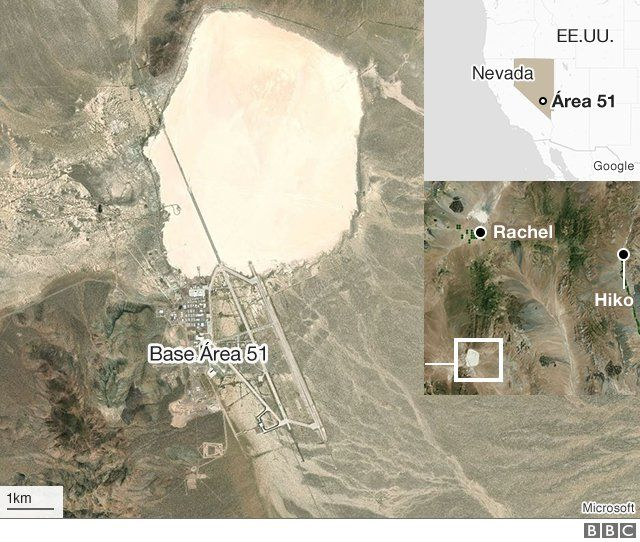 EE.UU.
Nevada
Área 51
Google
Rachel
Hiko
Base Área 51
1km
Microsoft
BBC